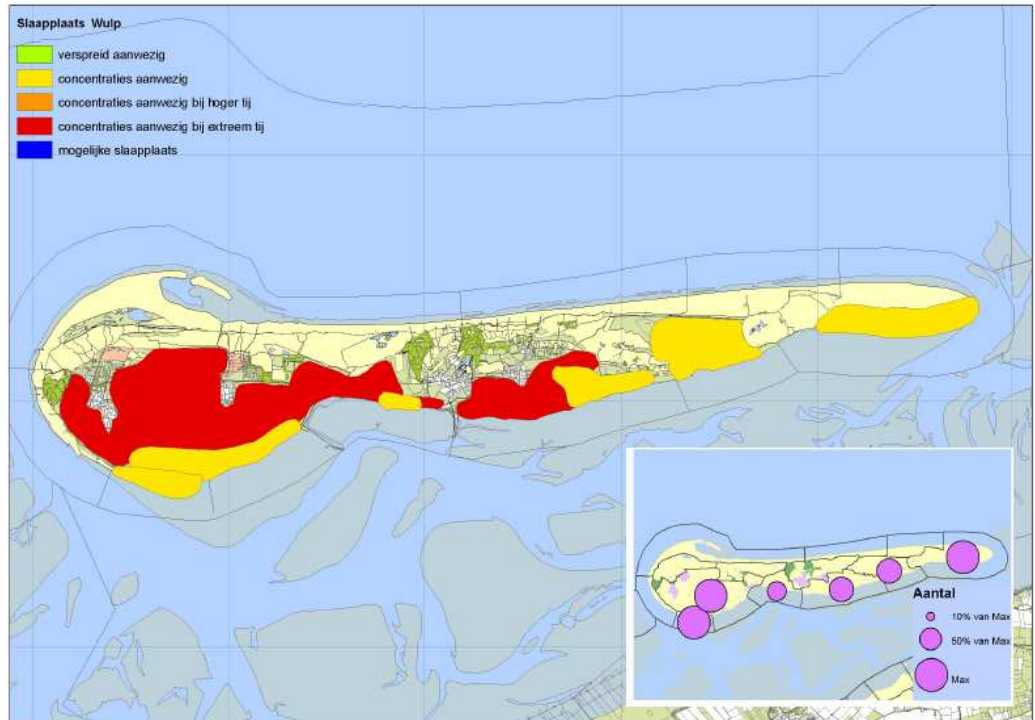 Slaapplaats Wulp
verspreid aanwezig
concentraties aanwezig
concentraties aanwezig bij hoger tij
concentraties aanwezig bij extreem tij
mogelijke slaapplaats
Aantal
10% van Max
50% van Max
Max